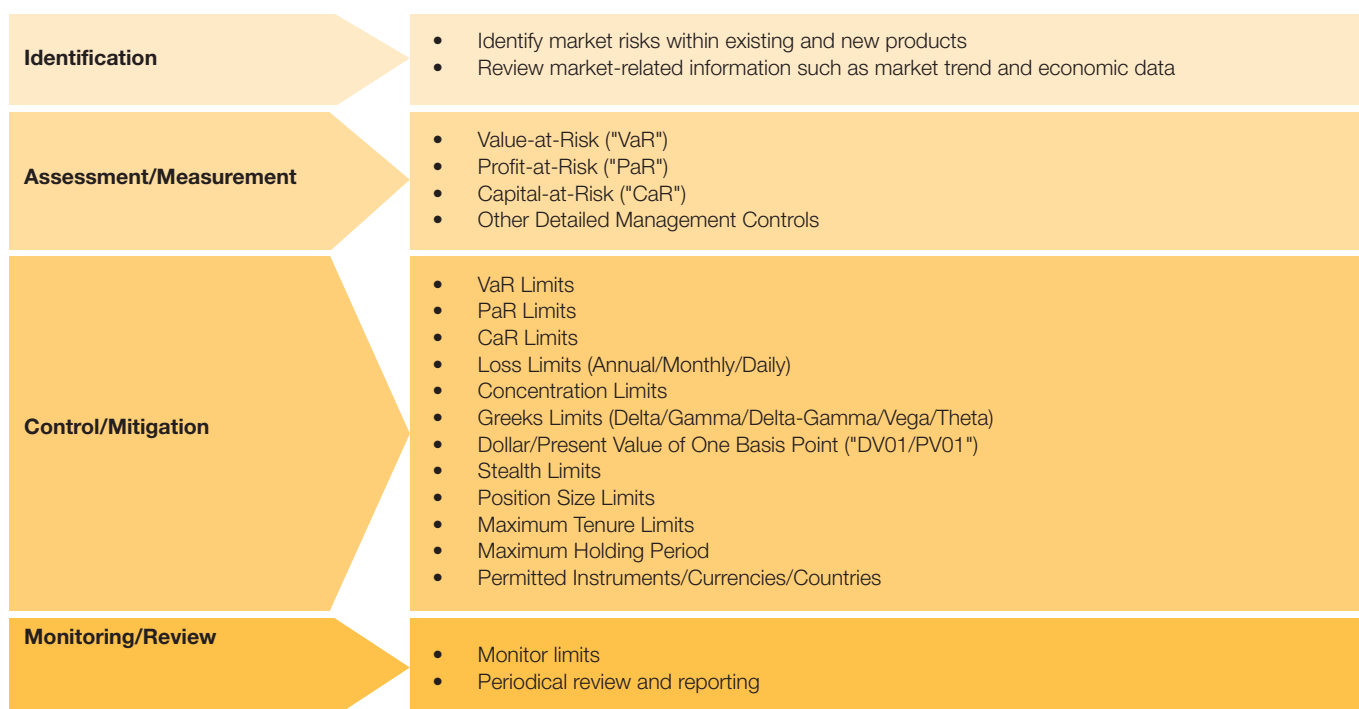 Identification
• Identify market risks within existing and new products
• Review market-related information such as market trend and economic data
Assessment/Measurement
• Value-at-Risk ("VaR")
• Profit-at-Risk ("PaR")
• Capital-at-Risk ("CaR")
• Other Detailed Management Controls
Control/Mitigation
• VaR Limits
• PaR Limits
• CaR Limits
• Loss Limits (Annual/Monthly/Daily)
• Concentration Limits
• Greeks Limits (Delta/Gamma/Delta-Gamma/Vega/Theta)
• Dollar/Present Value of One Basis Point ("DV01/PV01")
• Stealth Limits
• Position Size Limits
• Maximum Tenure Limits
• Maximum Holding Period
• Permitted Instruments/Currencies/Countries
Monitoring/Review
• Monitor limits
• Periodical review and reporting